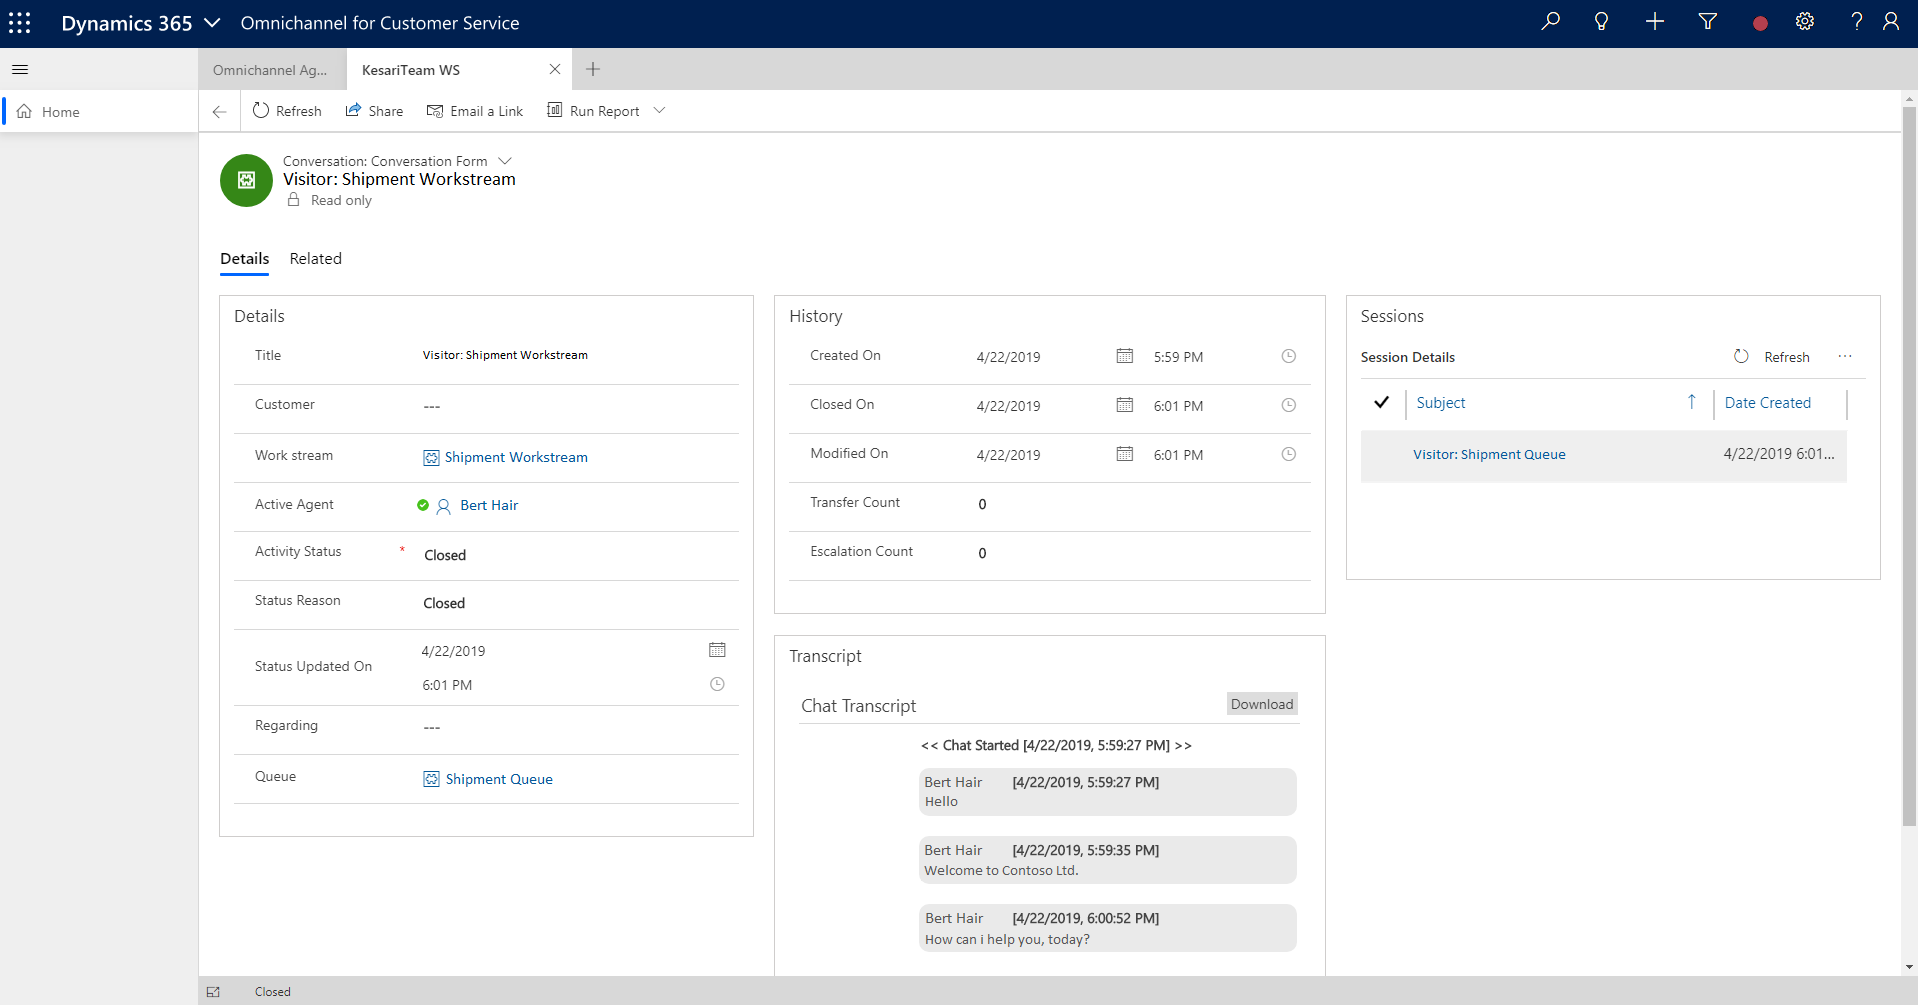 Dynamics 365 Omnichannel for Customer Service
Omnichannel Ag... KesariTeam WS
Home
Refresh Share Email a Link Run Report
Conversation: Conversation Form
Visitor: Shipment Workstream
Read only
Details Related
Details
Title Visitor: Shipment Workstream
Customer ---
Work stream Shipment Workstream
Active Agent Bert Hair
Activity Status * Closed
Status Reason Closed
Status Updated On 4/22/2019
6:01 PM
Regarding ---
Queue Shipment Queue
History
Created On 4/22/2019 5:59 PM
Closed On 4/22/2019 6:01 PM
Modified On 4/22/2019 6:01 PM
Transfer Count 0
Escalation Count 0
Transcript
Chat Transcript Download
<< Chat Started [4/22/2019, 5:59:27 PM] >>
Bert Hair [4/22/2019, 5:59:27 PM]
Hello
Bert Hair [4/22/2019, 5:59:35 PM]
Welcome to Contoso Ltd.
Bert Hair [4/22/2019, 6:00:52 PM]
How can i help you, today?
Sessions
Session Details Refresh ...
Subject Date Created
Visitor: Shipment Queue 4/22/2019 6:01...
Closed